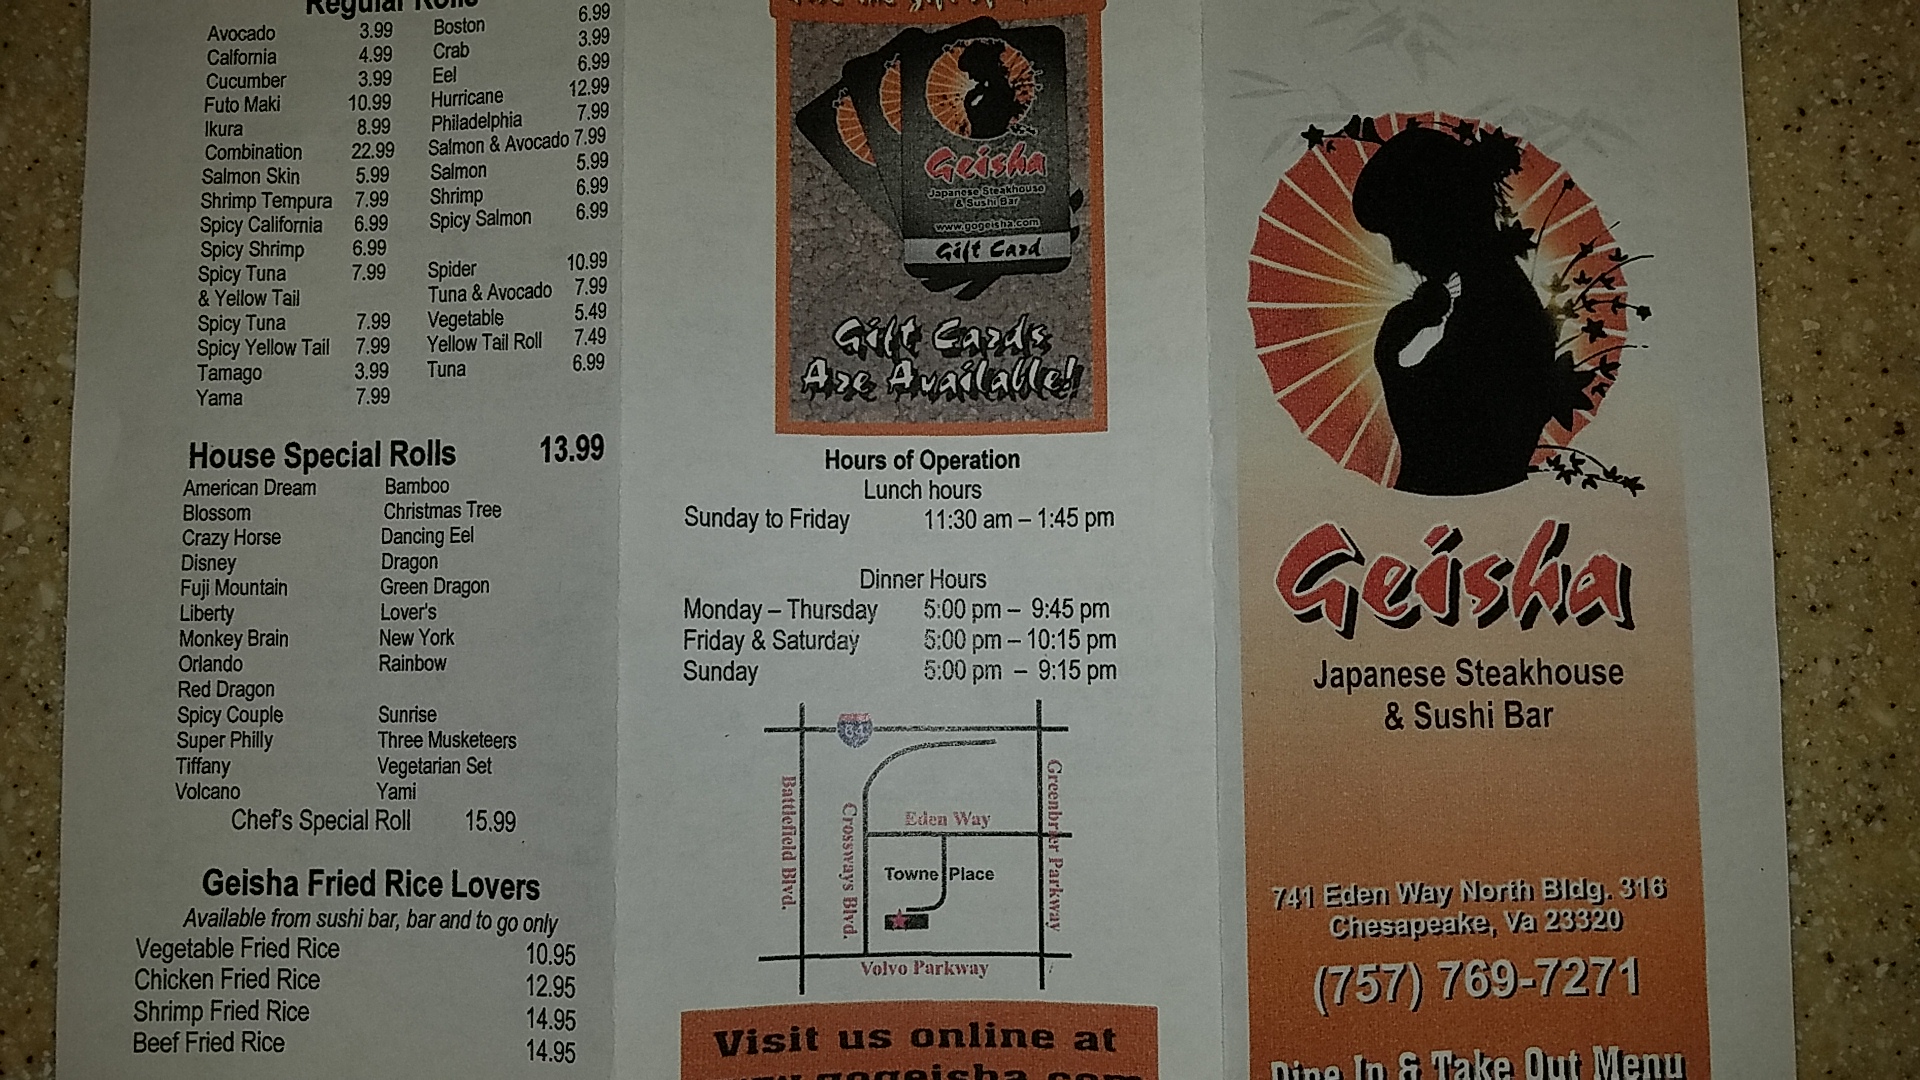 Regular Rolls
Avocado 3.99
Calfornia 4.99
Cucumber 3.99
Futo Maki 10.99
Ikura 8.99
Combination 22.99
Salmon Skin 5.99
Shrimp Tempura 7.99
Spicy California 6.99
Spicy Shrimp 6.99
Spicy Tuna 7.99
& Yellow Tail
Spicy Tuna 7.99
Spicy Yellow Tail 7.99
Tamago 3.99
Yama 7.99
Boston 6.99
Crab 3.99
Eel 6.99
Hurricane 12.99
Philadelphia 7.99
Salmon & Avocado 7.99
Salmon 5.99
Shrimp 6.99
Spicy Salmon 6.99
Spider 10.99
Tuna & Avocado 7.99
Vegetable 5.49
Yellow Tail Roll 7.49
Tuna 6.99
House Special Rolls 13.99
American Dream Bamboo
Blossom Christmas Tree
Crazy Horse Dancing Eel
Disney Dragon
Fuji Mountain Green Dragon
Liberty Lover's
Monkey Brain New York
Orlando Rainbow
Red Dragon
Spicy Couple Sunrise
Super Philly Three Musketeers
Tiffany Vegetarian Set
Volcano Yami
Chef's Special Roll 15.99
Geisha Fried Rice Lovers
Available from sushi bar, bar and to go only
Vegetable Fried Rice 10.95
Chicken Fried Rice 12.95
Shrimp Fried Rice 14.95
Beef Fried Rice 14.95
Geisha
Japanese Steakhouse
& Sushi Bar
www.gogeisha.com
Gift Card
Gift Cards
Are Available!
Hours of Operation
Lunch hours
Sunday to Friday 11:30 am – 1:45 pm
Dinner Hours
Monday – Thursday 5:00 pm – 9:45 pm
Friday & Saturday 5:00 pm – 10:15 pm
Sunday 5:00 pm – 9:15 pm
64
Battlefield Blvd.
Crossways Blvd.
Eden Way
Greenbrier Parkway
Towne Place
Volvo Parkway
Visit us online at
www.gogeisha.com
Geisha
Japanese Steakhouse
& Sushi Bar
741 Eden Way North Bldg. 316
Chesapeake, Va 23320
(757) 769-7271
Dine In & Take Out Menu